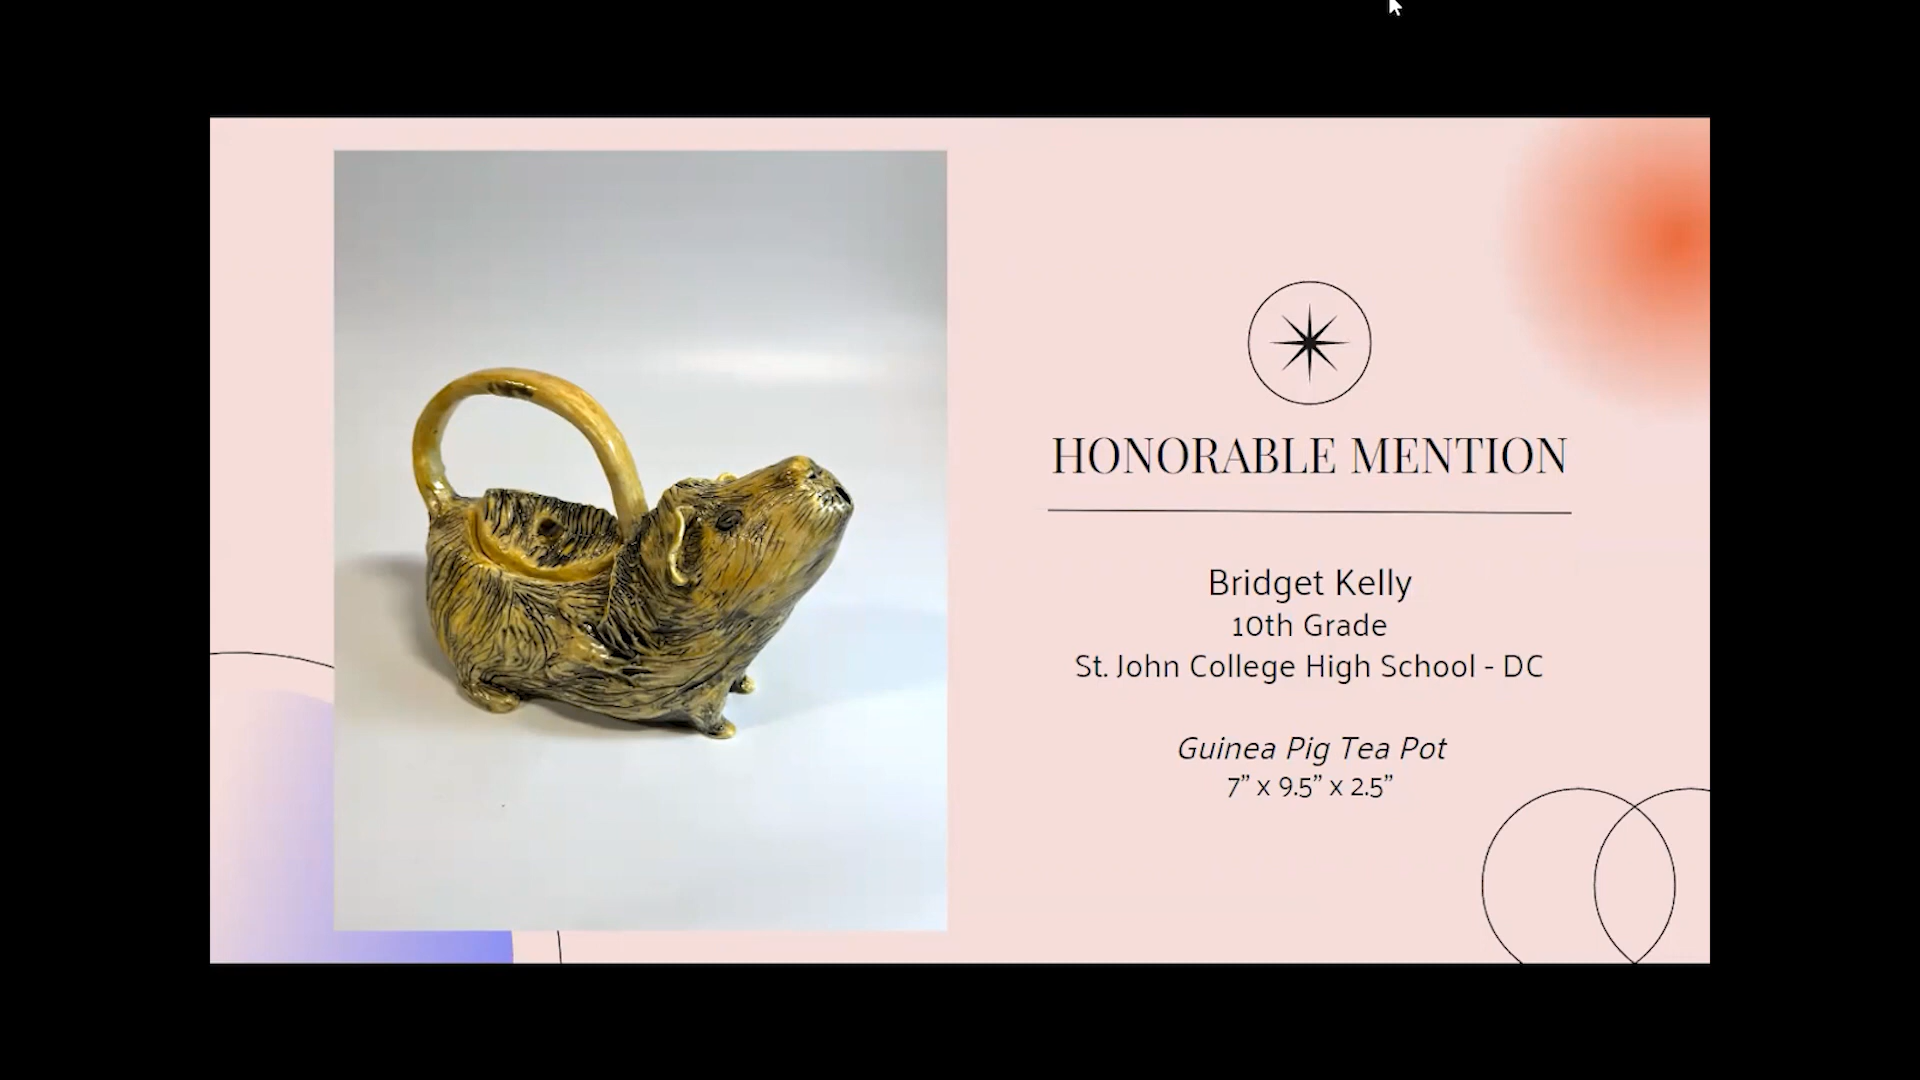 HONORABLE MENTION
Bridget Kelly
10th Grade
St. John College High School - DC
Guinea Pig Tea Pot
7” x 9.5” x 2.5”